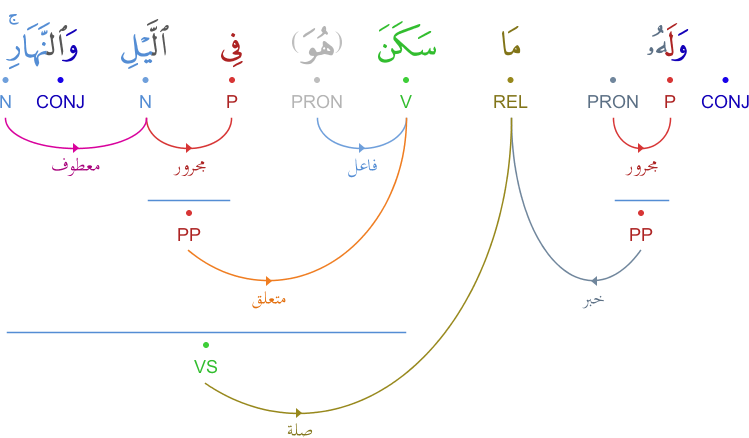 وَلَهُۥ مَا سَكَنَ (هُوَ) فِى ٱلَّيْلِ وَٱلنَّهَارِ ۚ
CONJ P PRON REL V PRON P N CONJ N
مجرور فاعل مجرور معطوف
PP PP
خبر متعلق
VS
صلة